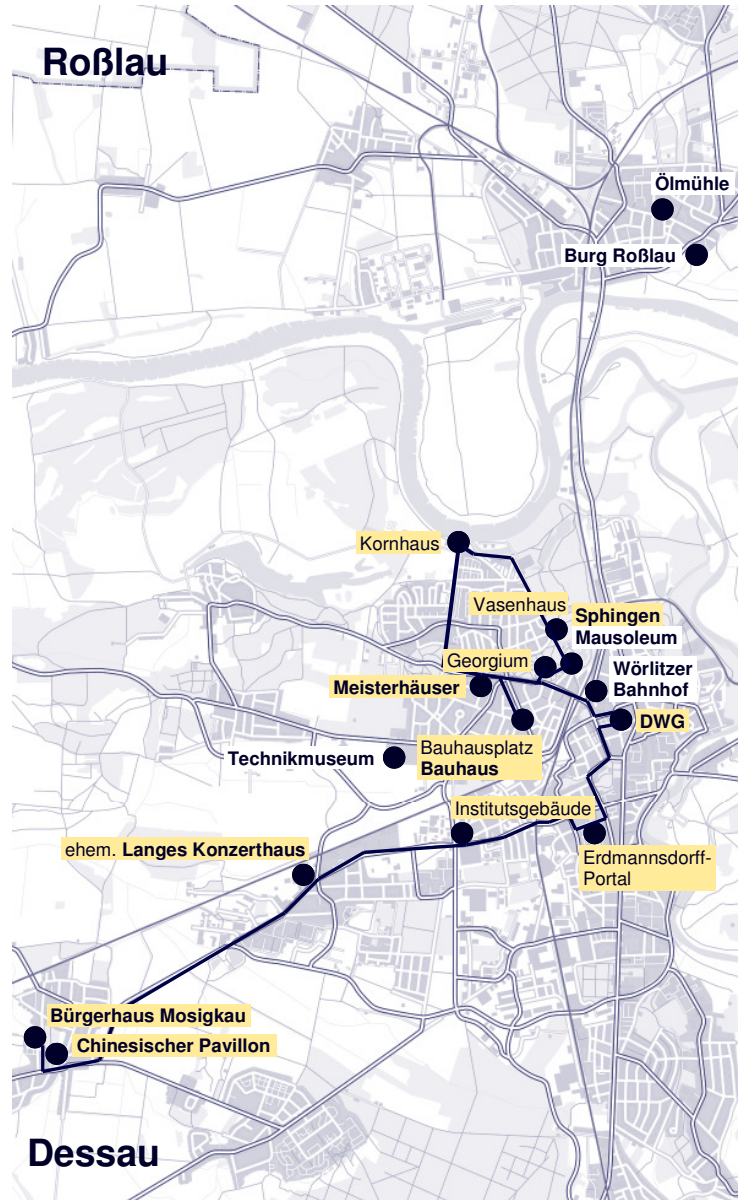 Roßlau
Ölmühle
Burg Roßlau
Kornhaus
Vasenhaus
Sphingen
Mausoleum
Georgium
Wörlitzer
Bahnhof
Meisterhäuser
DWG
Bauhausplatz
Bauhaus
Technikmuseum
Institutsgebäude
ehem. Langes Konzerthaus
Erdmannsdorff-
Portal
Bürgerhaus Mosigkau
Chinesischer Pavillon
Dessau